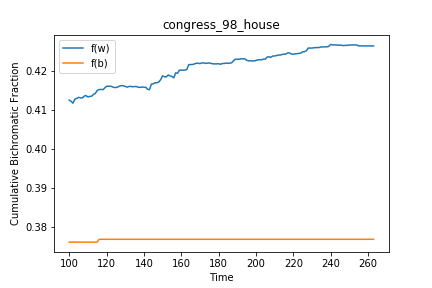 congress_98_house
f(w)
f(b)
Cumulative Bichromatic Fraction
0.42
0.41
0.40
0.39
0.38
100 120 140 160 180 200 220 240 260
Time